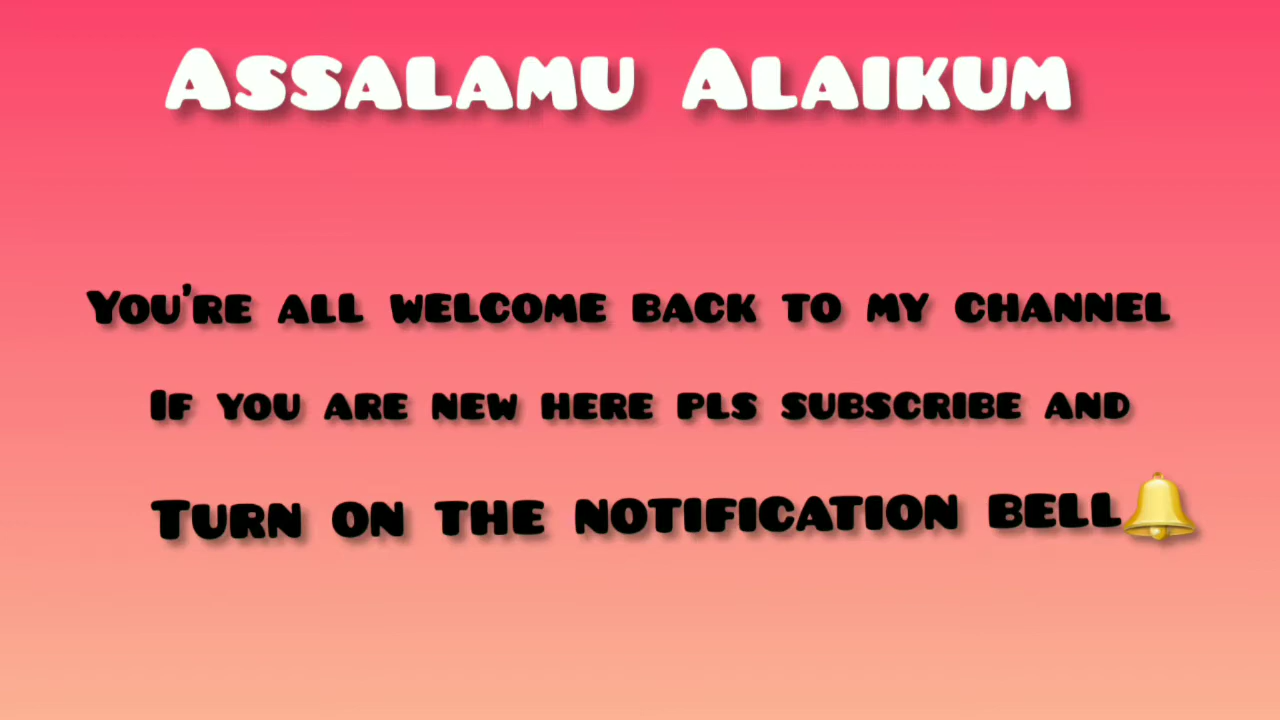 Assalamu Alaikum
You're all welcome back to my channel
If you are new here pls subscribe and
Turn on the notification bell🔔